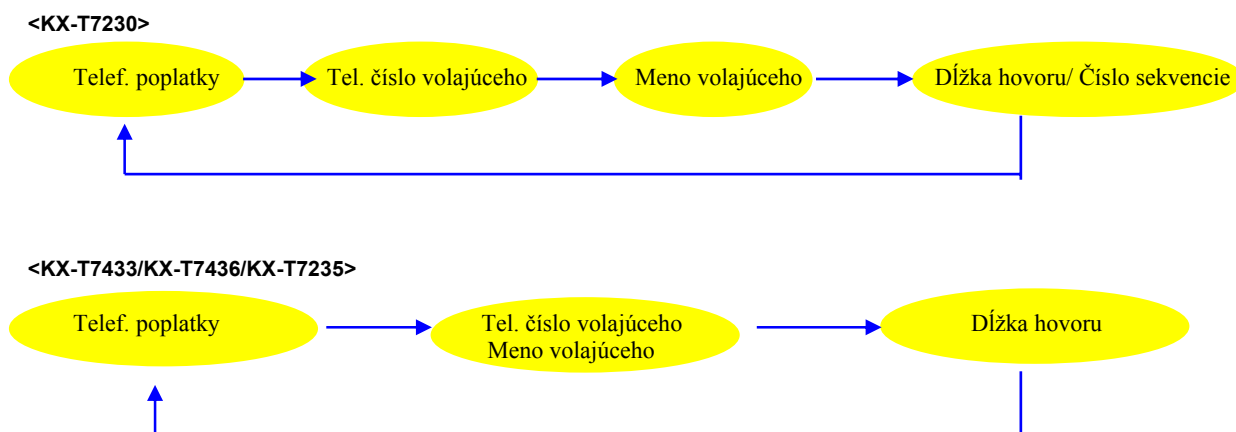 <KX-T7230>
Telef. poplatky
Tel. číslo volajúceho
Meno volajúceho
Dĺžka hovoru/ Číslo sekvencie
<KX-T7433/KX-T7436/KX-T7235>
Telef. poplatky
Tel. číslo volajúceho
Meno volajúceho
Dĺžka hovoru